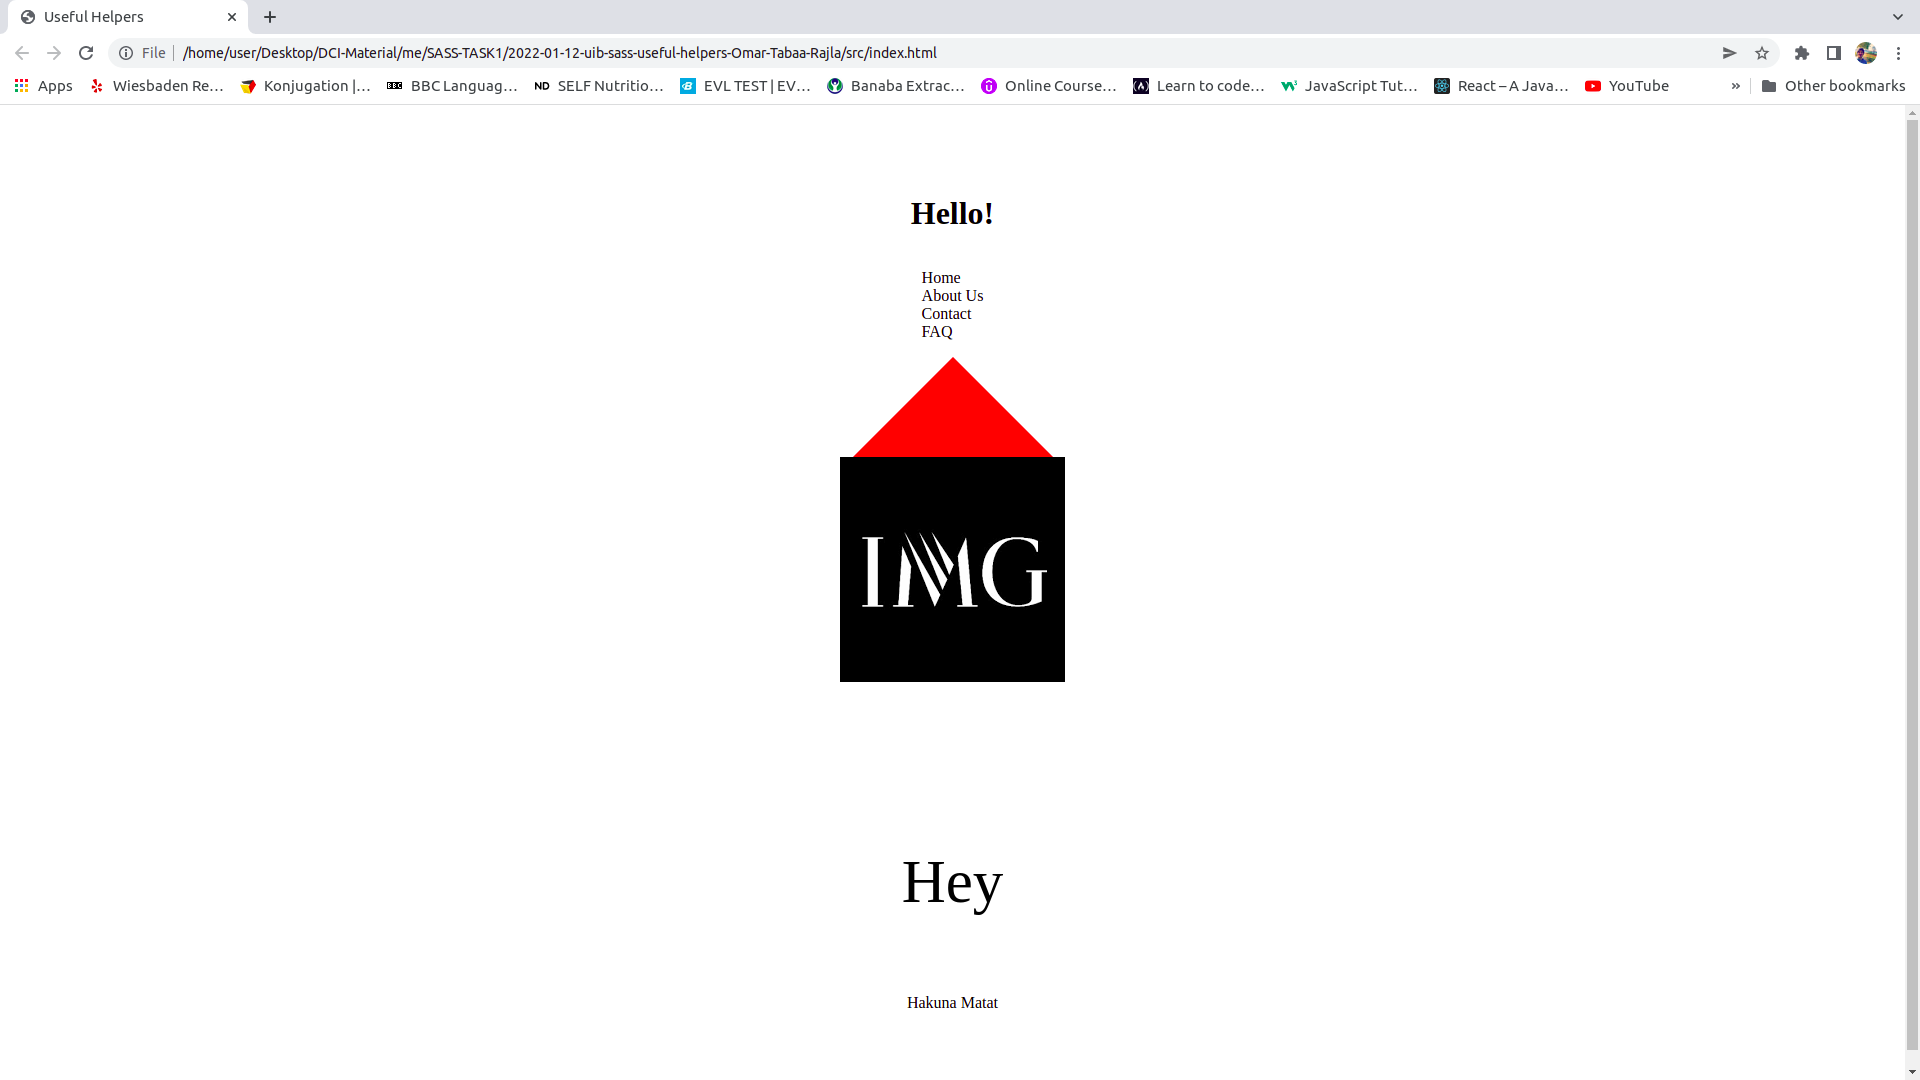 Useful Helpers
File
/home/user/Desktop/DCI-Material/me/SASS-TASK1/2022-01-12-uib-sass-useful-helpers-Omar-Tabaa-Rajla/src/index.html
Apps Wiesbaden Re… Konjugation |… BBC BBC Languag… ND SELF Nutritio… EVL TEST | EV… Banaba Extrac… Online Course… Learn to code… JavaScript Tut… React – A Java… YouTube » Other bookmarks
Hello!
Home
About Us
Contact
FAQ
IMG
Hey
Hakuna Matat